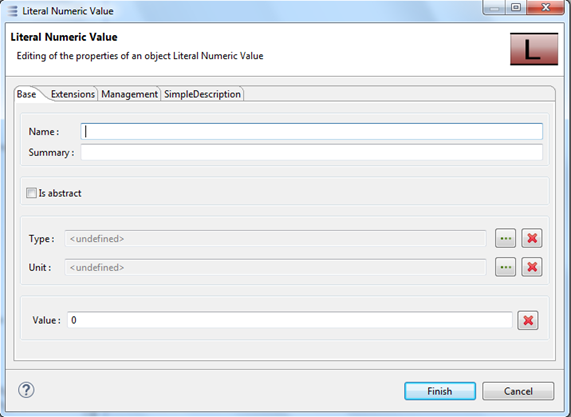 Literal Numeric Value
Literal Numeric Value
Editing of the properties of an object Literal Numeric Value
L
Base Extensions Management SimpleDescription
Name :
Summary :
Is abstract
Type : <undefined> ...
Unit : <undefined> ...
Value : 0
? Finish Cancel